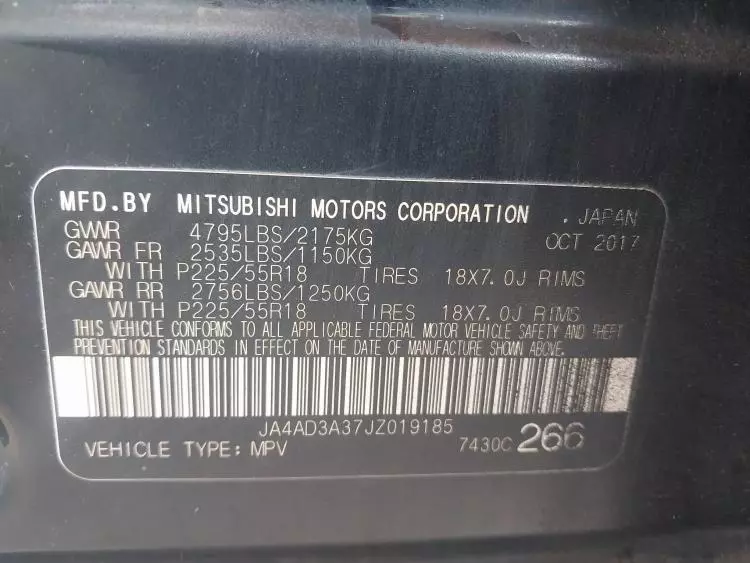 MFD.BY MITSUBISHI MOTORS CORPORATION . JAPAN
GVWR 4795LBS/2175KG OCT 2017
GAWR FR 2535LBS/1150KG
WITH P225/55R18 TIRES 18X7.0J RIMS
GAWR RR 2756LBS/1250KG
WITH P225/55R18 TIRES 18X7.0J RIMS
THIS VEHICLE CONFORMS TO ALL APPLICABLE FEDERAL MOTOR VEHICLE SAFETY AND THEFT
PREVENTION STANDARDS IN EFFECT ON THE DATE OF MANUFACTURE SHOWN ABOVE.
JA4AD3A37JZ019185
VEHICLE TYPE: MPV 7430C 266